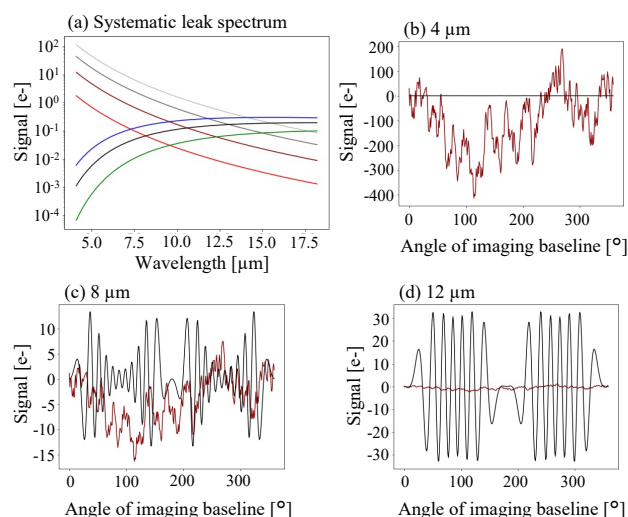 (a) Systematic leak spectrum
Signal [e-]
10²
10¹
10⁰
10⁻¹
10⁻²
10⁻³
10⁻⁴
5.0 7.5 10.0 12.5 15.0 17.5
Wavelength [µm]
(b) 4 µm
Signal [e-]
200
100
0
-100
-200
-300
-400
0 100 200 300
Angle of imaging baseline [°]
(c) 8 µm
Signal [e-]
10
5
0
-5
-10
-15
0 100 200 300
Angle of imaging baseline [°]
(d) 12 µm
Signal [e-]
30
20
10
0
-10
-20
-30
0 100 200 300
Angle of imaging baseline [°]